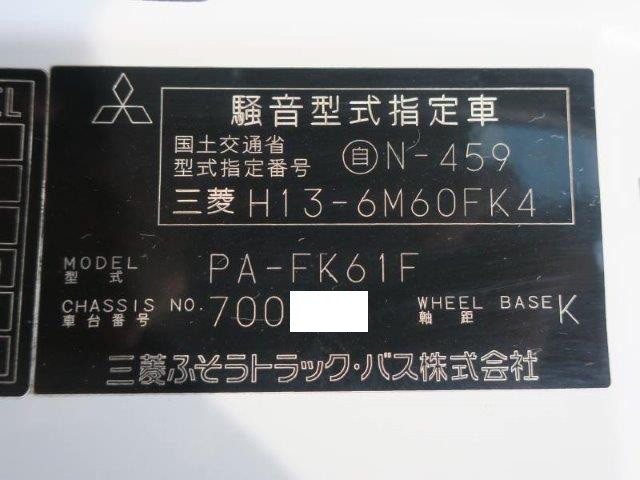 EL
騒音型式指定車
国土交通省
型式指定番号 自N-459
三菱 H13-6M60FK4
MODEL
型式 PA-FK61F
CHASSIS NO.
車台番号 700
WHEEL BASE
軸距 K
三菱ふそうトラック・バス株式会社